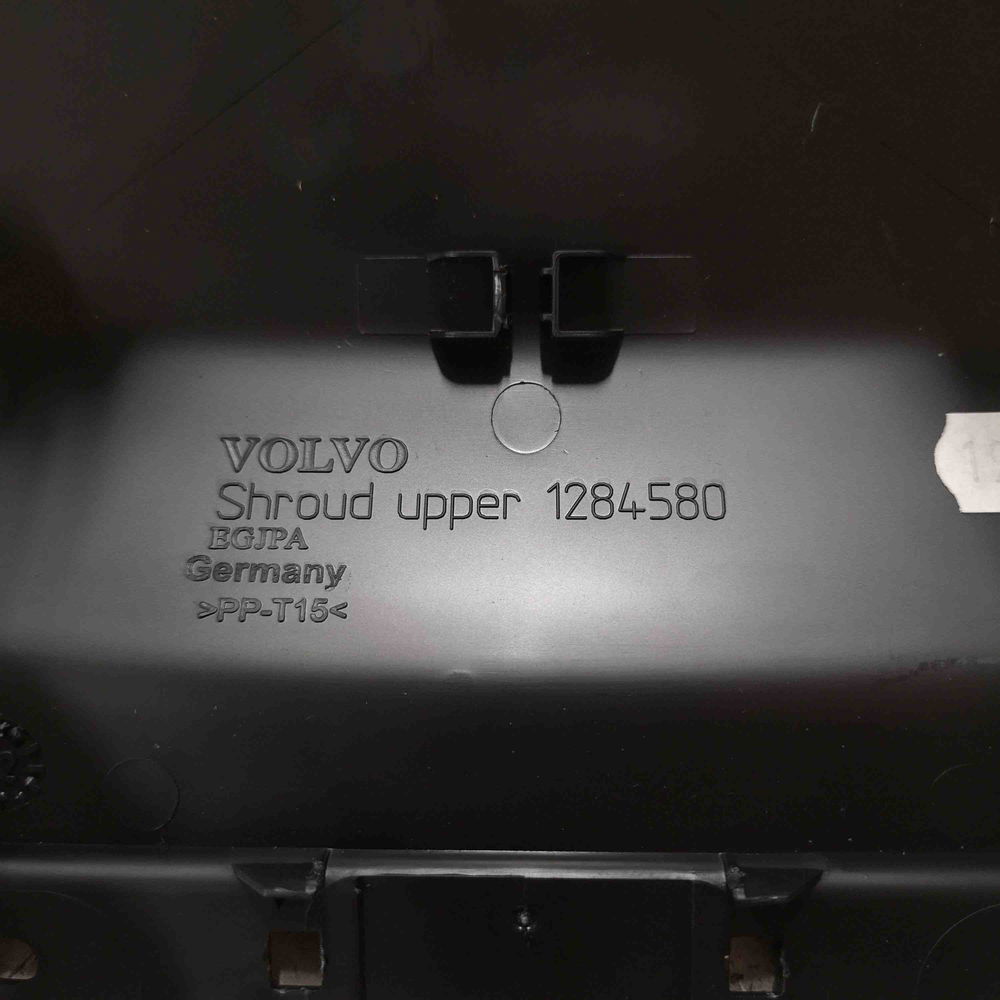 VOLVO
Shroud upper 1284580
EGJPA
Germany
>PP-T15<